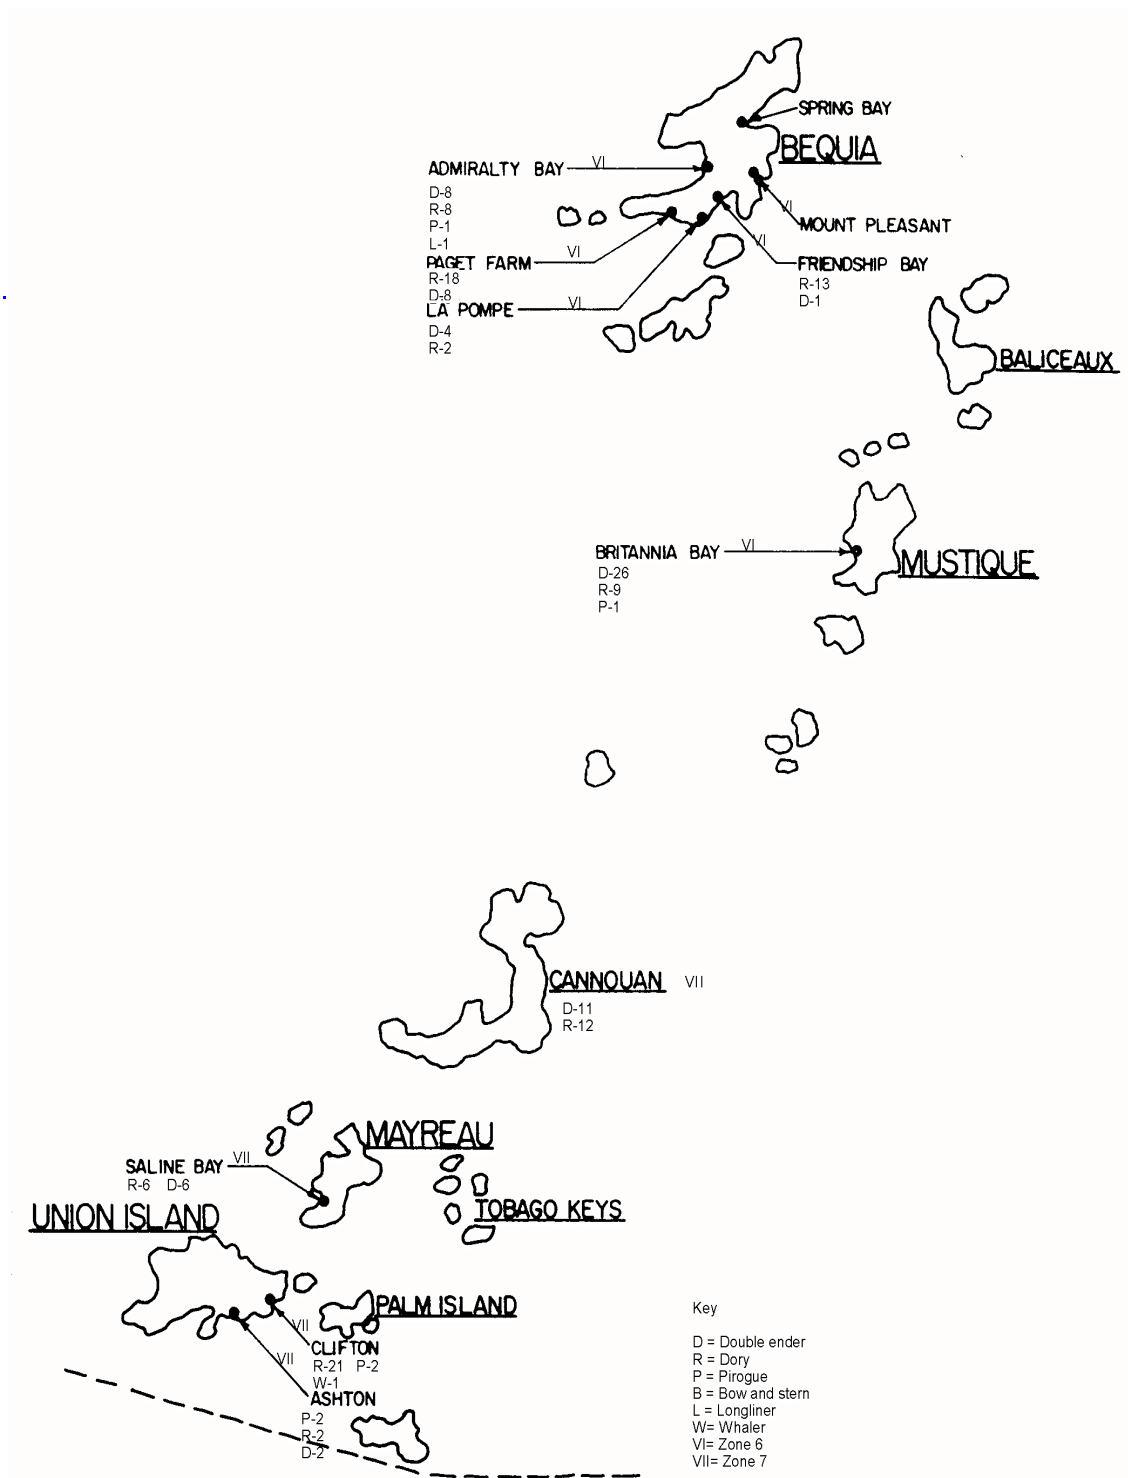 SPRING BAY
BEQUIA
ADMIRALTY BAY VI
D-8
R-8
P-1
L-1
VI
MOUNT PLEASANT
PAGET FARM VI
R-18
D-8
VI
FRIENDSHIP BAY
R-13
D-1
LA POMPE VI
D-4
R-2
BALICEAUX
BRITANNIA BAY VI
D-26
R-9
P-1
MUSTIQUE
CANNOUAN VII
D-11
R-12
MAYREAU
SALINE BAY VII
R-6 D-6
TOBAGO KEYS
UNION ISLAND
PALM ISLAND
VII
CLIFTON
R-21 P-2
W-1
VII
ASHTON
P-2
R-2
D-2
Key
D = Double ender
R = Dory
P = Pirogue
B = Bow and stern
L = Longliner
W= Whaler
VI= Zone 6
VII= Zone 7